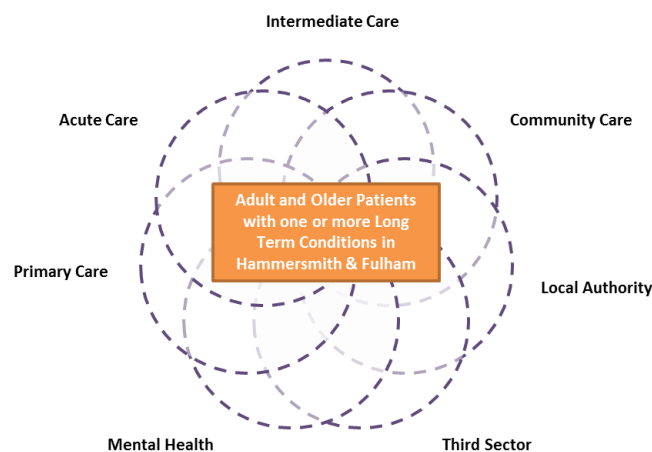 Intermediate Care
Acute Care
Community Care
Adult and Older Patients
with one or more Long
Term Conditions in
Hammersmith & Fulham
Primary Care
Local Authority
Mental Health
Third Sector